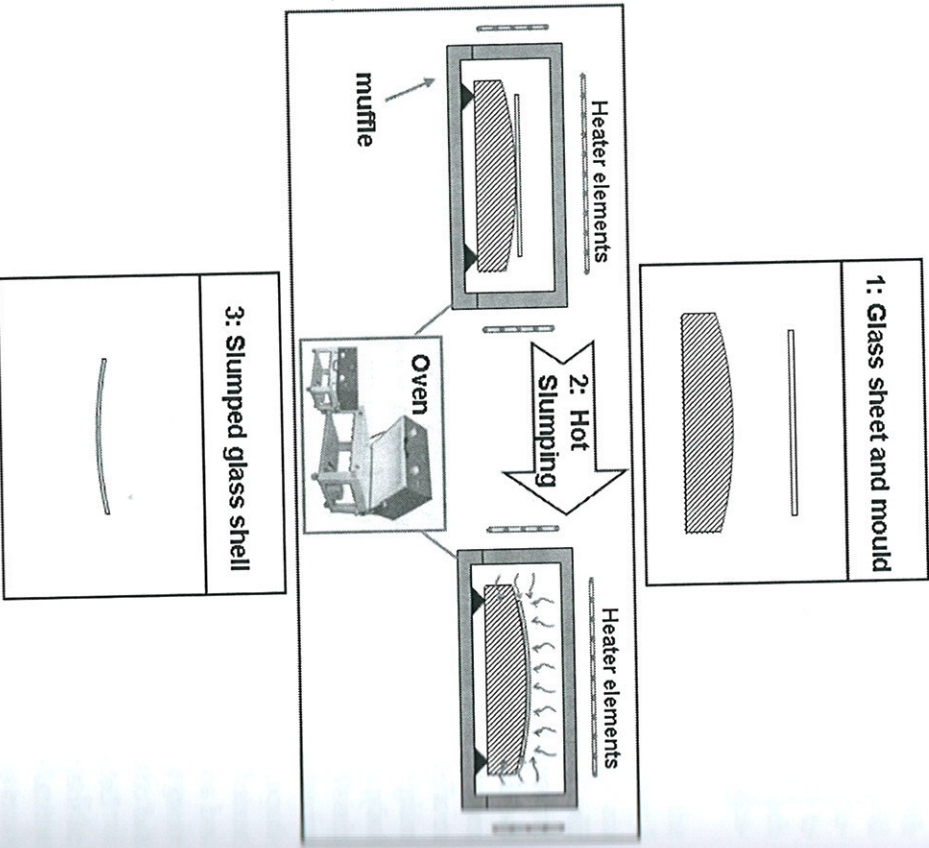 1: Glass sheet and mould
Heater elements
muffle
2: Hot
Slumping
Oven
Heater elements
3: Slumped glass shell